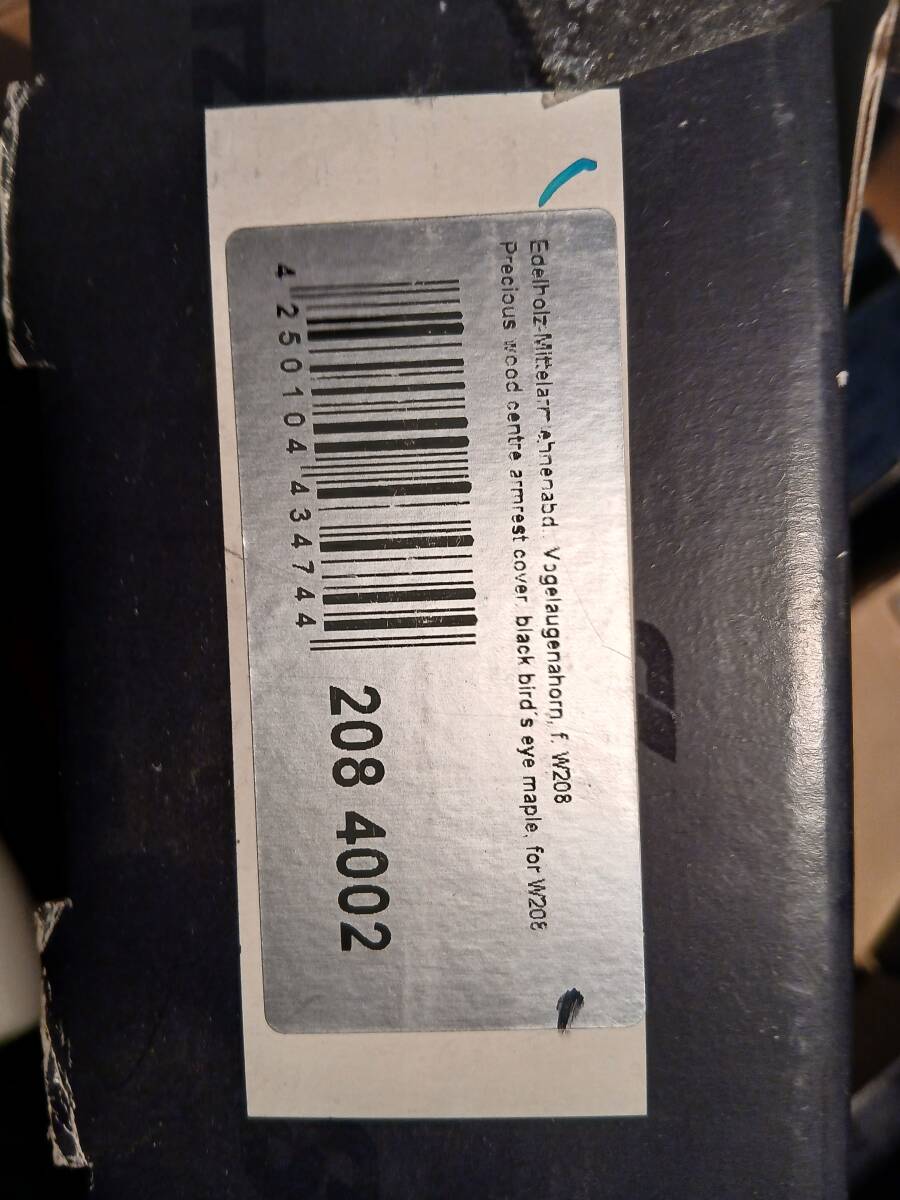 Edelholz-Mittelarmlehnenabd., Vogelaugenahorn, f. W208
Precious wood centre armrest cover, black bird's eye maple, for W208
4 250104 434744
208 4002